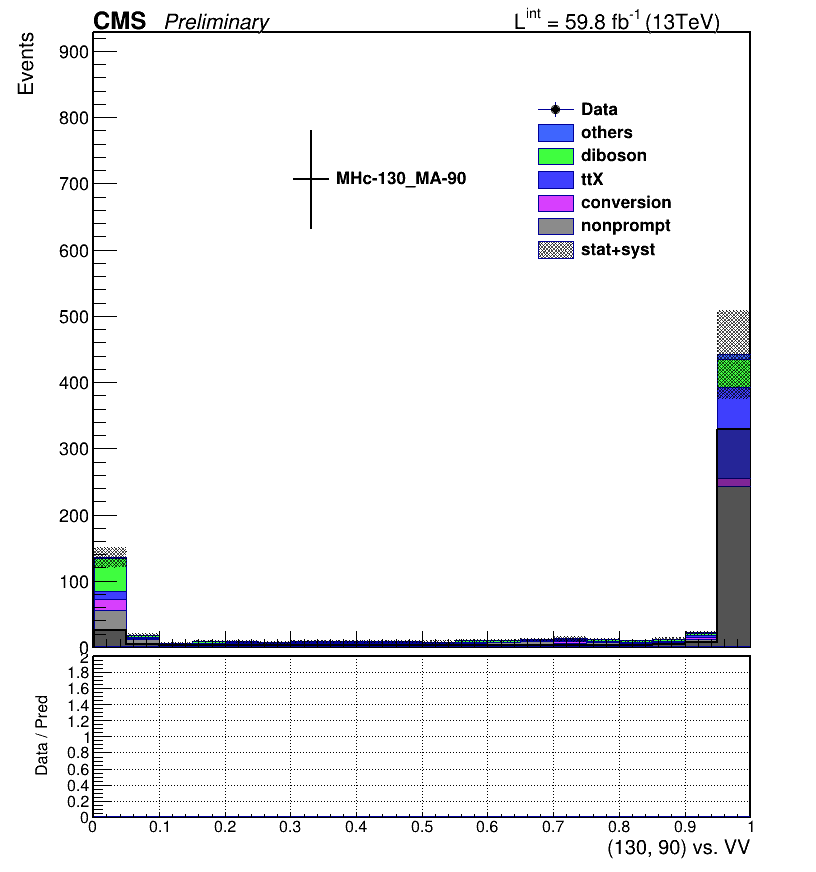 CMS Preliminary
L^int = 59.8 fb^-1 (13TeV)
Events
900
800
700
600
500
400
300
200
100
0
MHc-130_MA-90
Data
others
diboson
ttX
conversion
nonprompt
stat+syst
Data / Pred
2
1.8
1.6
1.4
1.2
1
0.8
0.6
0.4
0.2
0
0 0.1 0.2 0.3 0.4 0.5 0.6 0.7 0.8 0.9 1
(130, 90) vs. VV